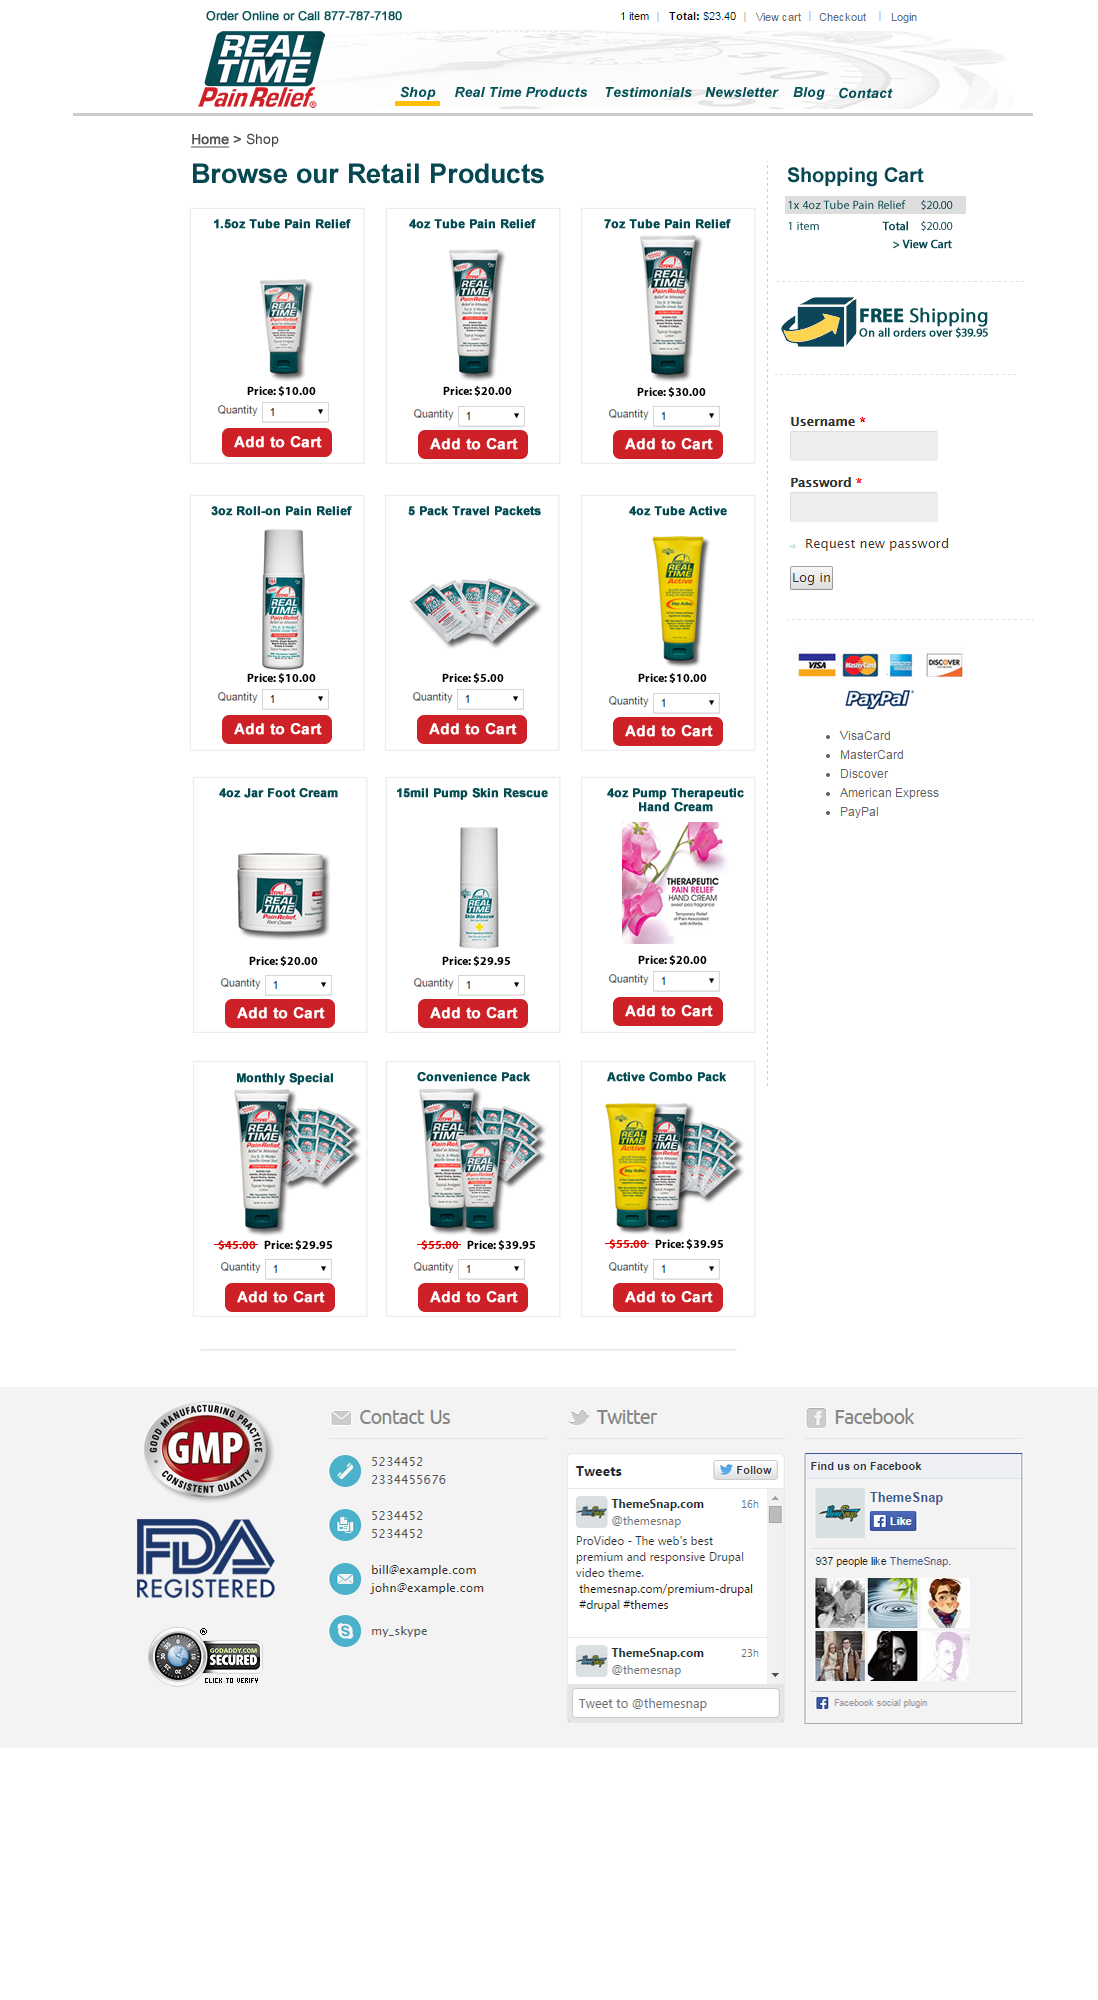 Order Online or Call 877-787-7180
1 item | Total: $23.40 | View cart | Checkout | Login
REAL
TIME
Pain Relief®
Shop Real Time Products Testimonials Newsletter Blog Contact
Home > Shop
Browse our Retail Products
1.5oz Tube Pain Relief
Price: $10.00
Quantity 1
Add to Cart
4oz Tube Pain Relief
Price: $20.00
Quantity 1
Add to Cart
7oz Tube Pain Relief
Price: $30.00
Quantity 1
Add to Cart
3oz Roll-on Pain Relief
Price: $10.00
Quantity 1
Add to Cart
5 Pack Travel Packets
Price: $5.00
Quantity 1
Add to Cart
4oz Tube Active
Price: $10.00
Quantity 1
Add to Cart
4oz Jar Foot Cream
Price: $20.00
Quantity 1
Add to Cart
15mil Pump Skin Rescue
Price: $29.95
Quantity 1
Add to Cart
4oz Pump Therapeutic
Hand Cream
THERAPEUTIC
PAIN RELIEF
HAND CREAM
sweet pea fragrance
Temporary Relief
of Pain Associated
with Arthritis
Price: $20.00
Quantity 1
Add to Cart
Monthly Special
$45.00 Price: $29.95
Quantity 1
Add to Cart
Convenience Pack
$55.00 Price: $39.95
Quantity 1
Add to Cart
Active Combo Pack
$55.00 Price: $39.95
Quantity 1
Add to Cart
Shopping Cart
1x 4oz Tube Pain Relief $20.00
1 item Total $20.00
> View Cart
FREE Shipping
On all orders over $39.95
Username *
Password *
Request new password
Log in
VISA MasterCard DISCOVER
PayPal
VisaCard
MasterCard
Discover
American Express
PayPal
GOOD MANUFACTURING PRACTICE
GMP
CONSISTENT QUALITY
FDA
REGISTERED
GODADDY.COM
SECURED
CLICK TO VERIFY
Contact Us
5234452
2334455676
5234452
5234452
bill@example.com
john@example.com
my_skype
Twitter
Tweets
Follow
ThemeSnap.com 16h
@themesnap
ProVideo - The web's best
premium and responsive Drupal
video theme.
themesnap.com/premium-drupal
#drupal #themes
ThemeSnap.com 23h
@themesnap
Tweet to @themesnap
Facebook
Find us on Facebook
ThemeSnap
Like
937 people like ThemeSnap.
Facebook social plugin